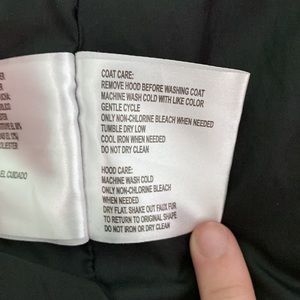 COAT CARE:
REMOVE HOOD BEFORE WASHING COAT
MACHINE WASH COLD WITH LIKE COLOR
GENTLE CYCLE
ONLY NON-CHLORINE BLEACH WHEN NEEDED
TUMBLE DRY LOW
COOL IRON WHEN NEEDED
DO NOT DRY CLEAN
HOOD CARE:
MACHINE WASH COLD
ONLY NON-CHLORINE BLEACH
WHEN NEEDED
DRY FLAT. SHAKE OUT FAUX FUR
TO RETURN TO ORIGINAL SHAPE
DO NOT IRON OR DRY CLEAN
EL CUIDADO